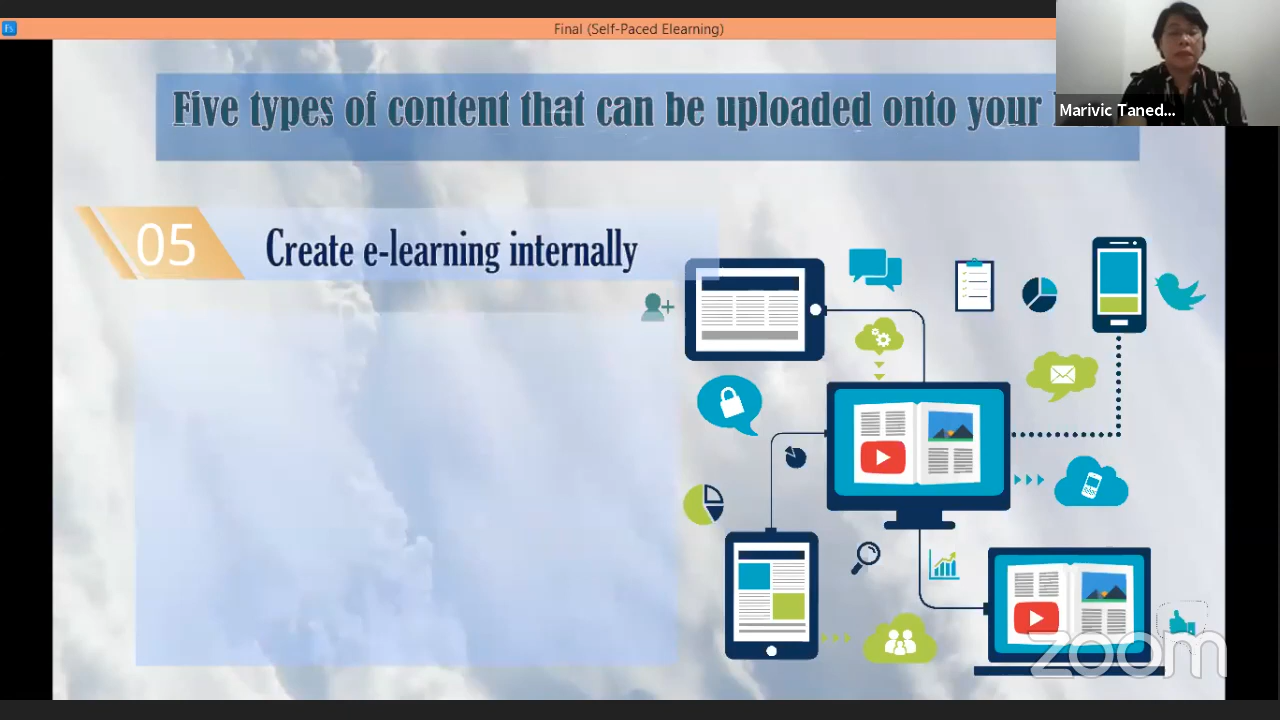 Final (Self-Paced Elearning)
Five types of content that can be uploaded onto your
Marivic Taned...
05
Create e-learning internally
zoom